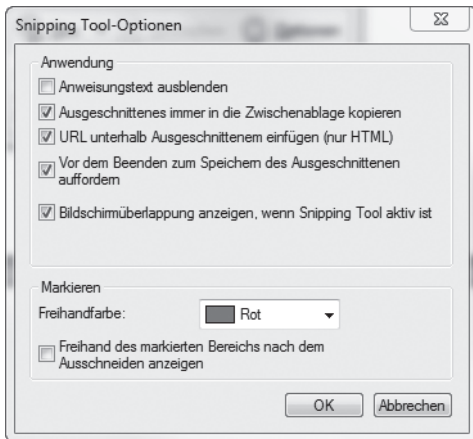 Snipping Tool-Optionen
Anwendung
Anweisungstext ausblenden
Ausgeschnittenes immer in die Zwischenablage kopieren
URL unterhalb Ausgeschnittenem einfügen (nur HTML)
Vor dem Beenden zum Speichern des Ausgeschnittenen
auffordern
Bildschirmüberlappung anzeigen, wenn Snipping Tool aktiv ist
Markieren
Freihandfarbe:
Rot
Freihand des markierten Bereichs nach dem
Ausschneiden anzeigen
OK
Abbrechen